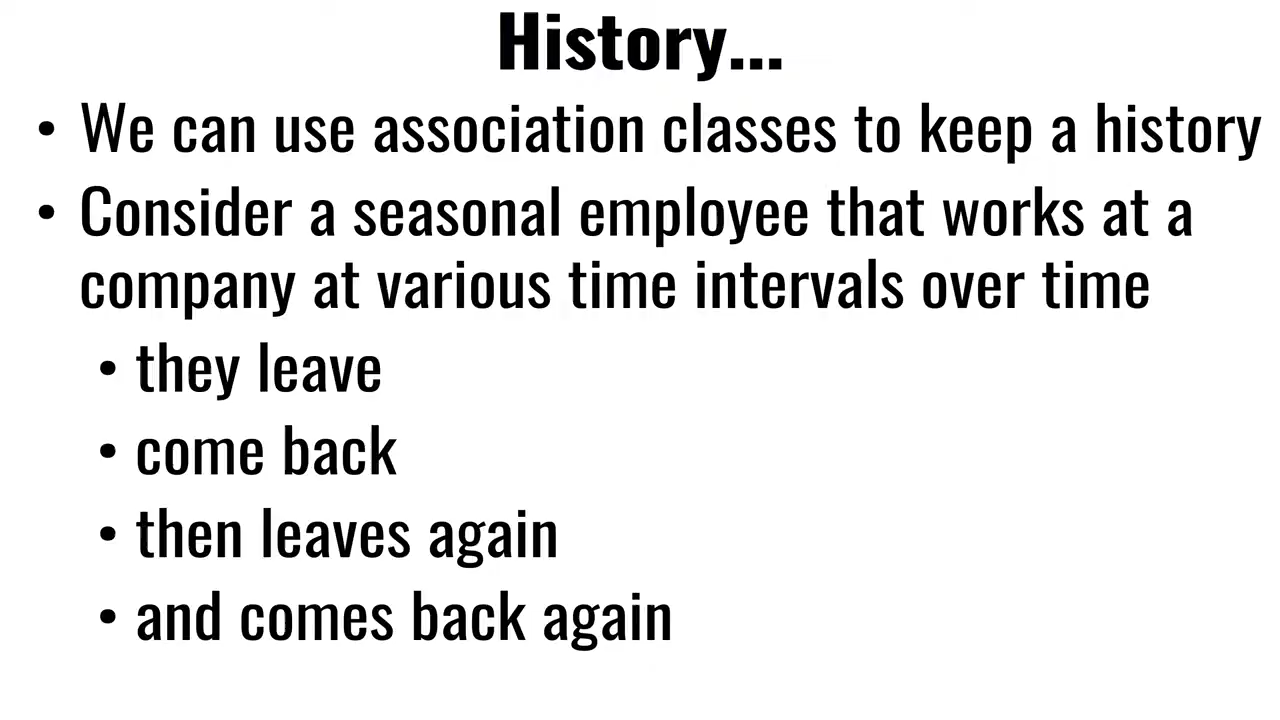 History...
• We can use association classes to keep a history
• Consider a seasonal employee that works at a
company at various time intervals over time
• they leave
• come back
• then leaves again
• and comes back again